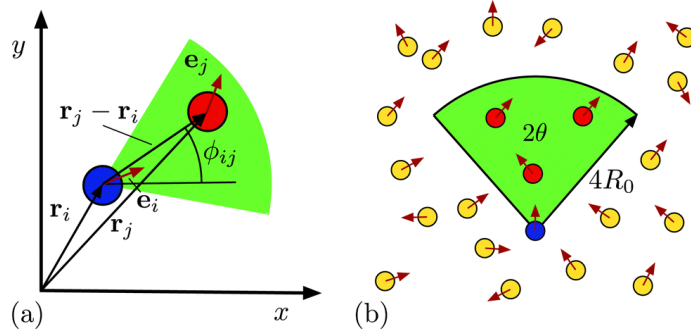 y
e_j
r_j − r_i
ϕ_ij
r_i
r_j
e_i
x
(a)
2θ
4R_0
(b)